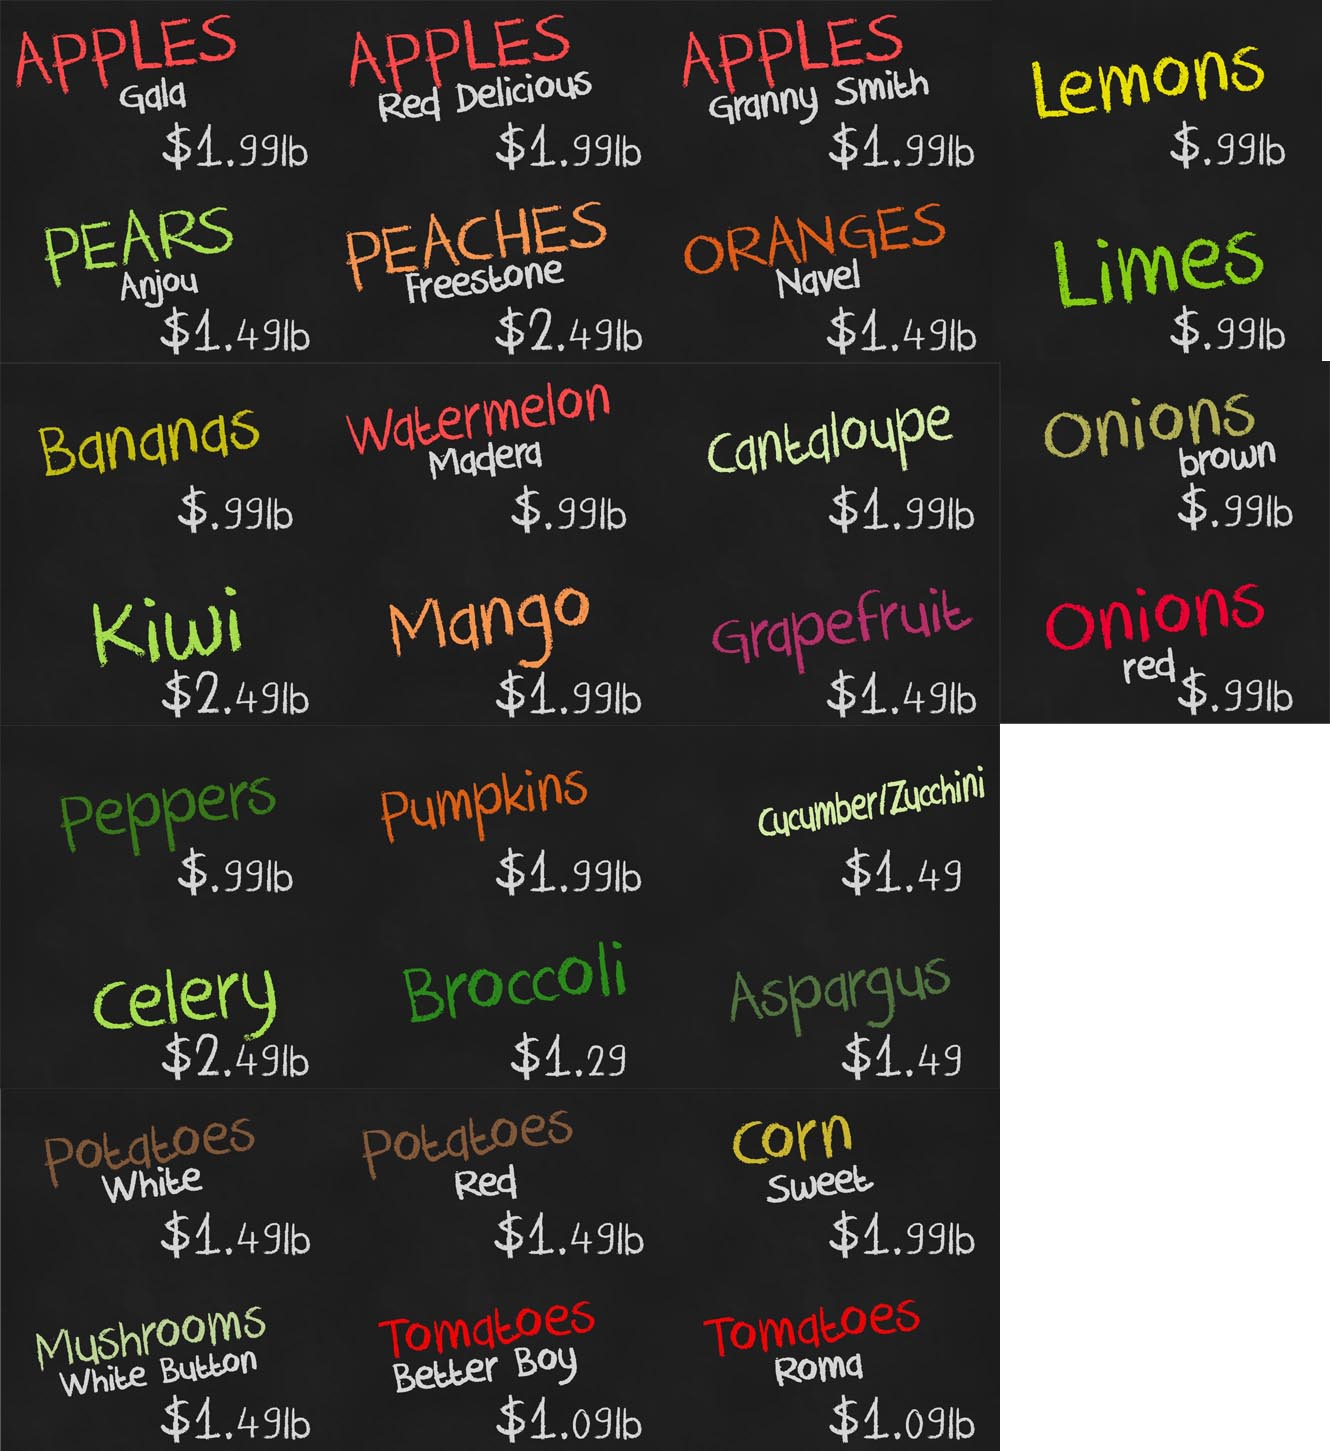 APPLES
Gala
$1.99lb
APPLES
Red Delicious
$1.99lb
APPLES
Granny Smith
$1.99lb
Lemons
$.99lb
PEARS
Anjou
$1.49lb
PEACHES
Freestone
$2.49lb
ORANGES
Navel
$1.49lb
Limes
$.99lb
Bananas
$.99lb
Watermelon
Madera
$.99lb
Cantaloupe
$1.99lb
Onions
brown
$.99lb
Kiwi
$2.49lb
Mango
$1.99lb
Grapefruit
$1.49lb
Onions
red
$.99lb
Peppers
$.99lb
Pumpkins
$1.99lb
Cucumber/Zucchini
$1.49
Celery
$2.49lb
Broccoli
$1.29
Aspargus
$1.49
Potatoes
White
$1.49lb
Potatoes
Red
$1.49lb
Corn
Sweet
$1.99lb
Mushrooms
White Button
$1.49lb
Tomatoes
Better Boy
$1.09lb
Tomatoes
Roma
$1.09lb